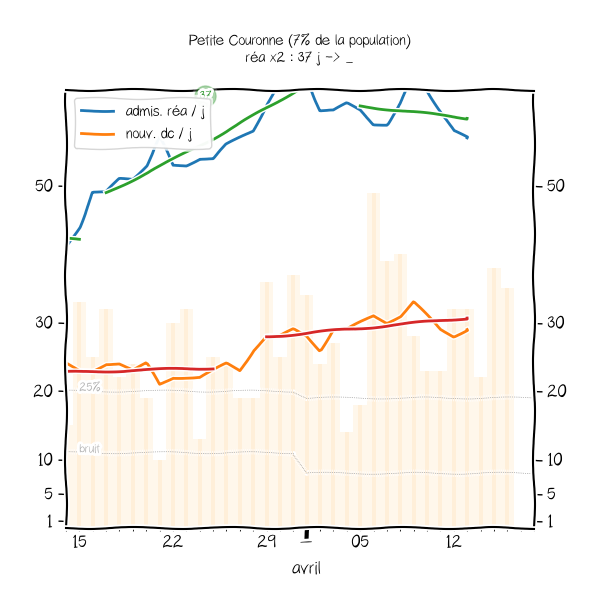 Petite Couronne (7% de la population)
réa x2 : 37 j -> _
37
admis. réa / j
nouv. dc / j
50 50
30 30
25%
20 20
bruit
10 10
5 5
1 1
15 22 29 05 12
avril